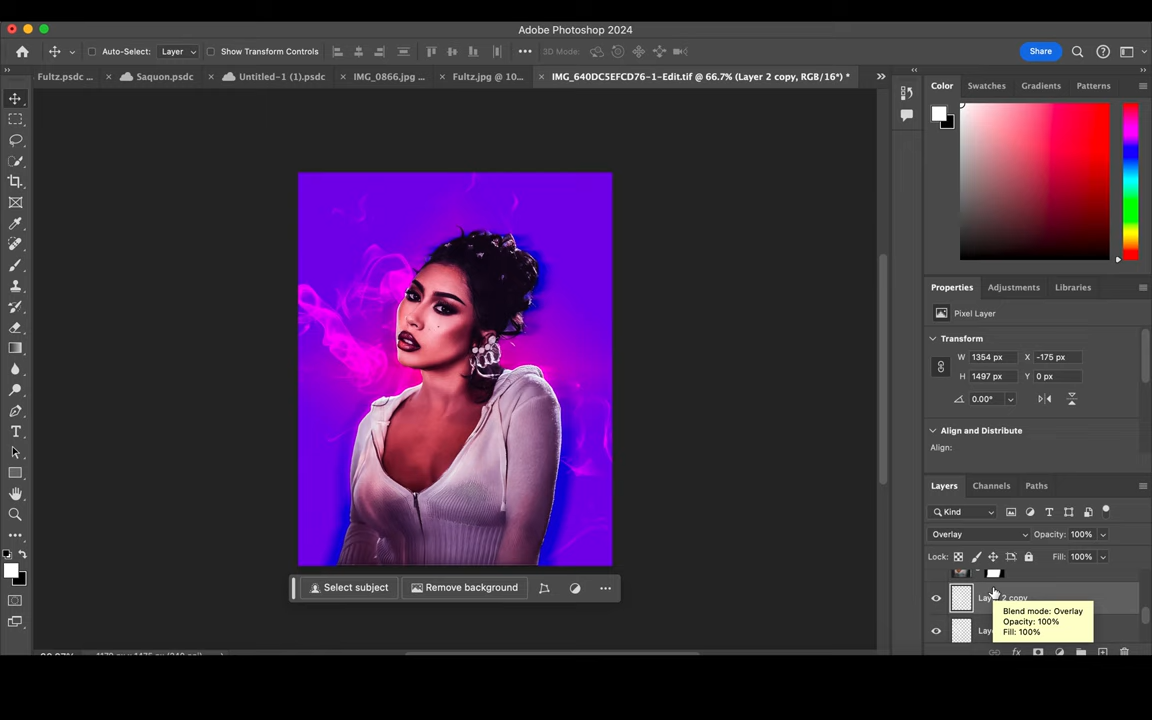 Adobe Photoshop 2024
Auto-Select: Layer Show Transform Controls 3D Mode: Share
Fultz.psdc ... Saquon.psdc Untitled-1 (1).psdc IMG_0866.jpg ... Fultz.jpg @ 10... IMG_640DC5EFCD76-1-Edit.tif @ 66.7% (Layer 2 copy, RGB/16*) *
Color Swatches Gradients Patterns
Properties Adjustments Libraries
Pixel Layer
Transform
W 1354 px X -175 px
H 1497 px Y 0 px
0.00°
Align and Distribute
Align:
Layers Channels Paths
Kind
Overlay Opacity: 100%
Lock: Fill: 100%
2 copy
Blend mode: Overlay
Opacity: 100%
Fill: 100%
Select subject Remove background